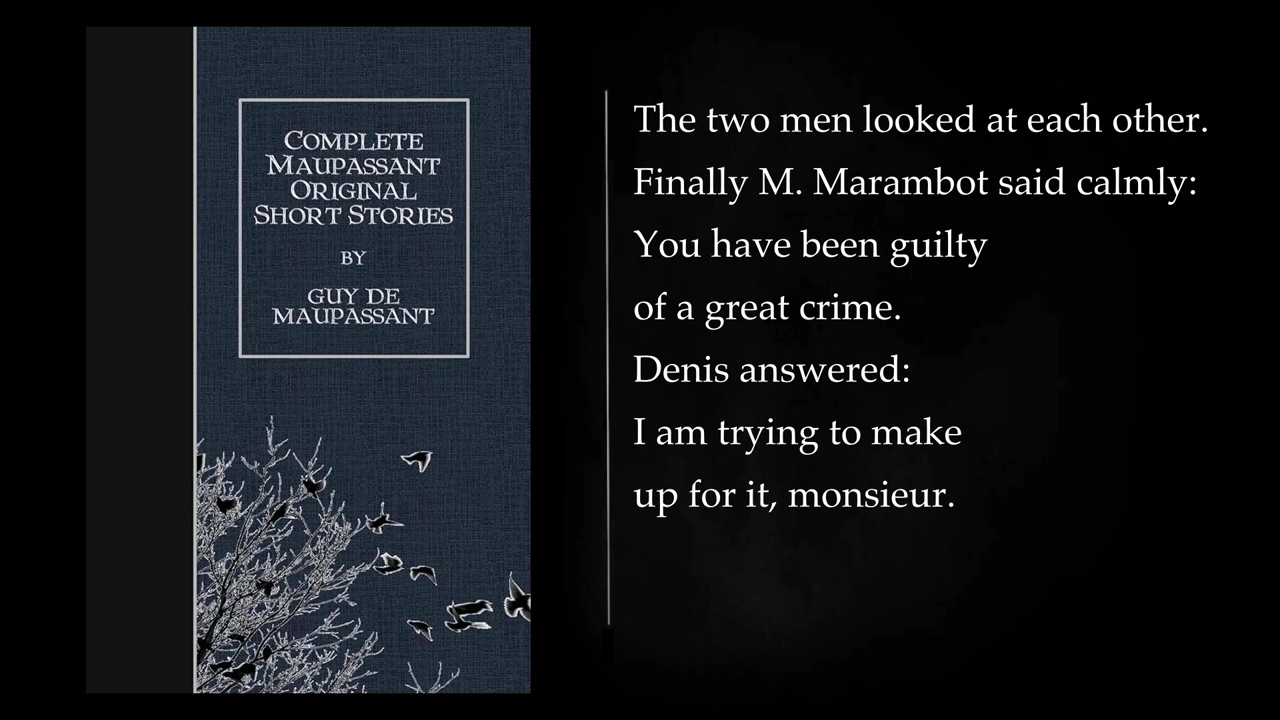 COMPLETE
MAUPASSANT
ORIGINAL
SHORT STORIES
BY
GUY DE
MAUPASSANT
The two men looked at each other.
Finally M. Marambot said calmly:
You have been guilty
of a great crime.
Denis answered:
I am trying to make
up for it, monsieur.